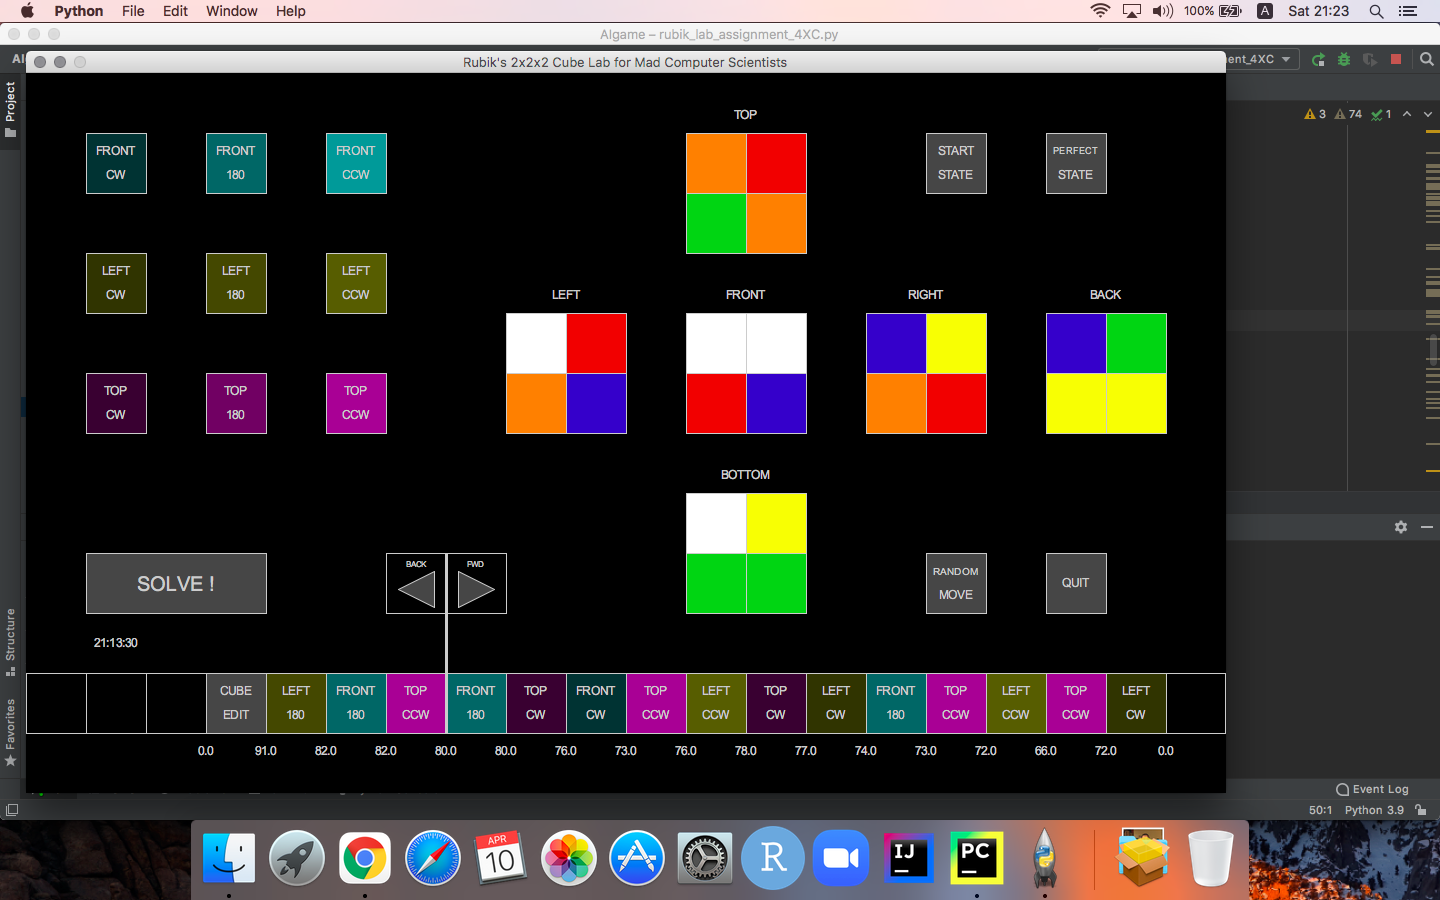 Python File Edit Window Help 100% A Sat 21:23
AIgame – rubik_lab_assignment_4XC.py
Rubik's 2x2x2 Cube Lab for Mad Computer Scientists
ent_4XC
3 74 1
Project
Structure
Favorites
TOP
FRONT CW
FRONT 180
FRONT CCW
START STATE
PERFECT STATE
LEFT CW
LEFT 180
LEFT CCW
LEFT FRONT RIGHT BACK
TOP CW
TOP 180
TOP CCW
BOTTOM
SOLVE !
BACK FWD
RANDOM MOVE
QUIT
21:13:30
CUBE EDIT
LEFT 180
FRONT 180
TOP CCW
FRONT 180
TOP CW
FRONT CW
TOP CCW
LEFT CCW
TOP CW
LEFT CW
FRONT 180
TOP CCW
LEFT CCW
TOP CCW
LEFT CW
0.0 91.0 82.0 82.0 80.0 80.0 76.0 73.0 76.0 78.0 77.0 74.0 73.0 72.0 66.0 72.0 0.0
Event Log
50:1 Python 3.9
APR
10
R
IJ
PC